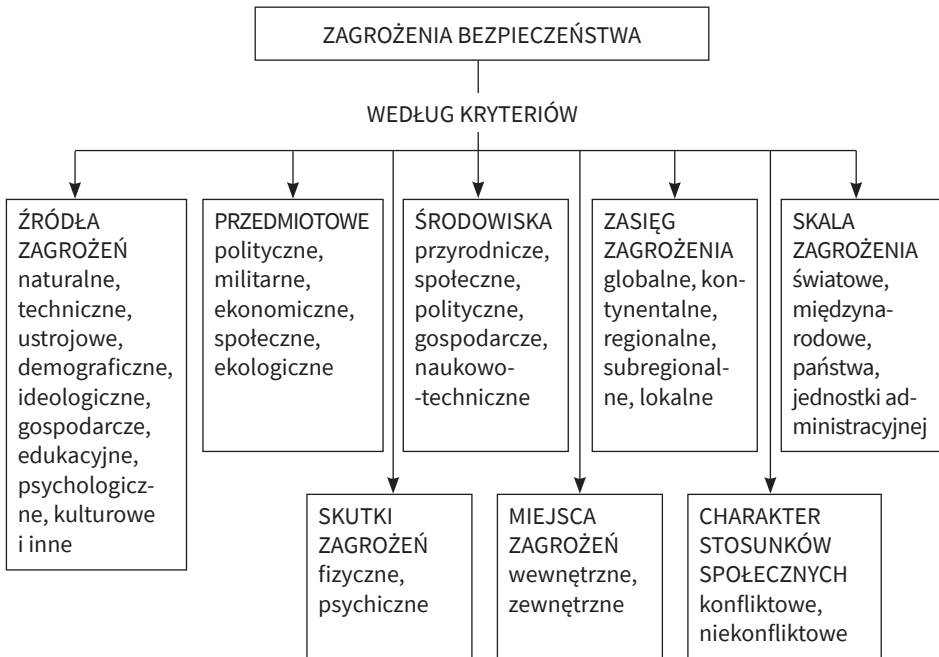 ZAGROŻENIA BEZPIECZEŃSTWA
WEDŁUG KRYTERIÓW
ŹRÓDŁA
ZAGROŻEŃ
naturalne,
techniczne,
ustrojowe,
demograficzne,
ideologiczne,
gospodarcze,
edukacyjne,
psychologicz-
ne, kulturowe
i inne
PRZEDMIOTOWE
polityczne,
militarne,
ekonomiczne,
społeczne,
ekologiczne
ŚRODOWISKA
przyrodnicze,
społeczne,
polityczne,
gospodarcze,
naukowo-
-techniczne
ZASIĘG
ZAGROŻENIA
globalne, kon-
tynentalne,
regionalne,
subregional-
ne, lokalne
SKALA
ZAGROŻENIA
światowe,
międzyna-
rodowe,
państwa,
jednostki ad-
ministracyjnej
SKUTKI
ZAGROŻEŃ
fizyczne,
psychiczne
MIEJSCA
ZAGROŻEŃ
wewnętrzne,
zewnętrzne
CHARAKTER
STOSUNKÓW
SPOŁECZNYCH
konfliktowe,
niekonfliktowe